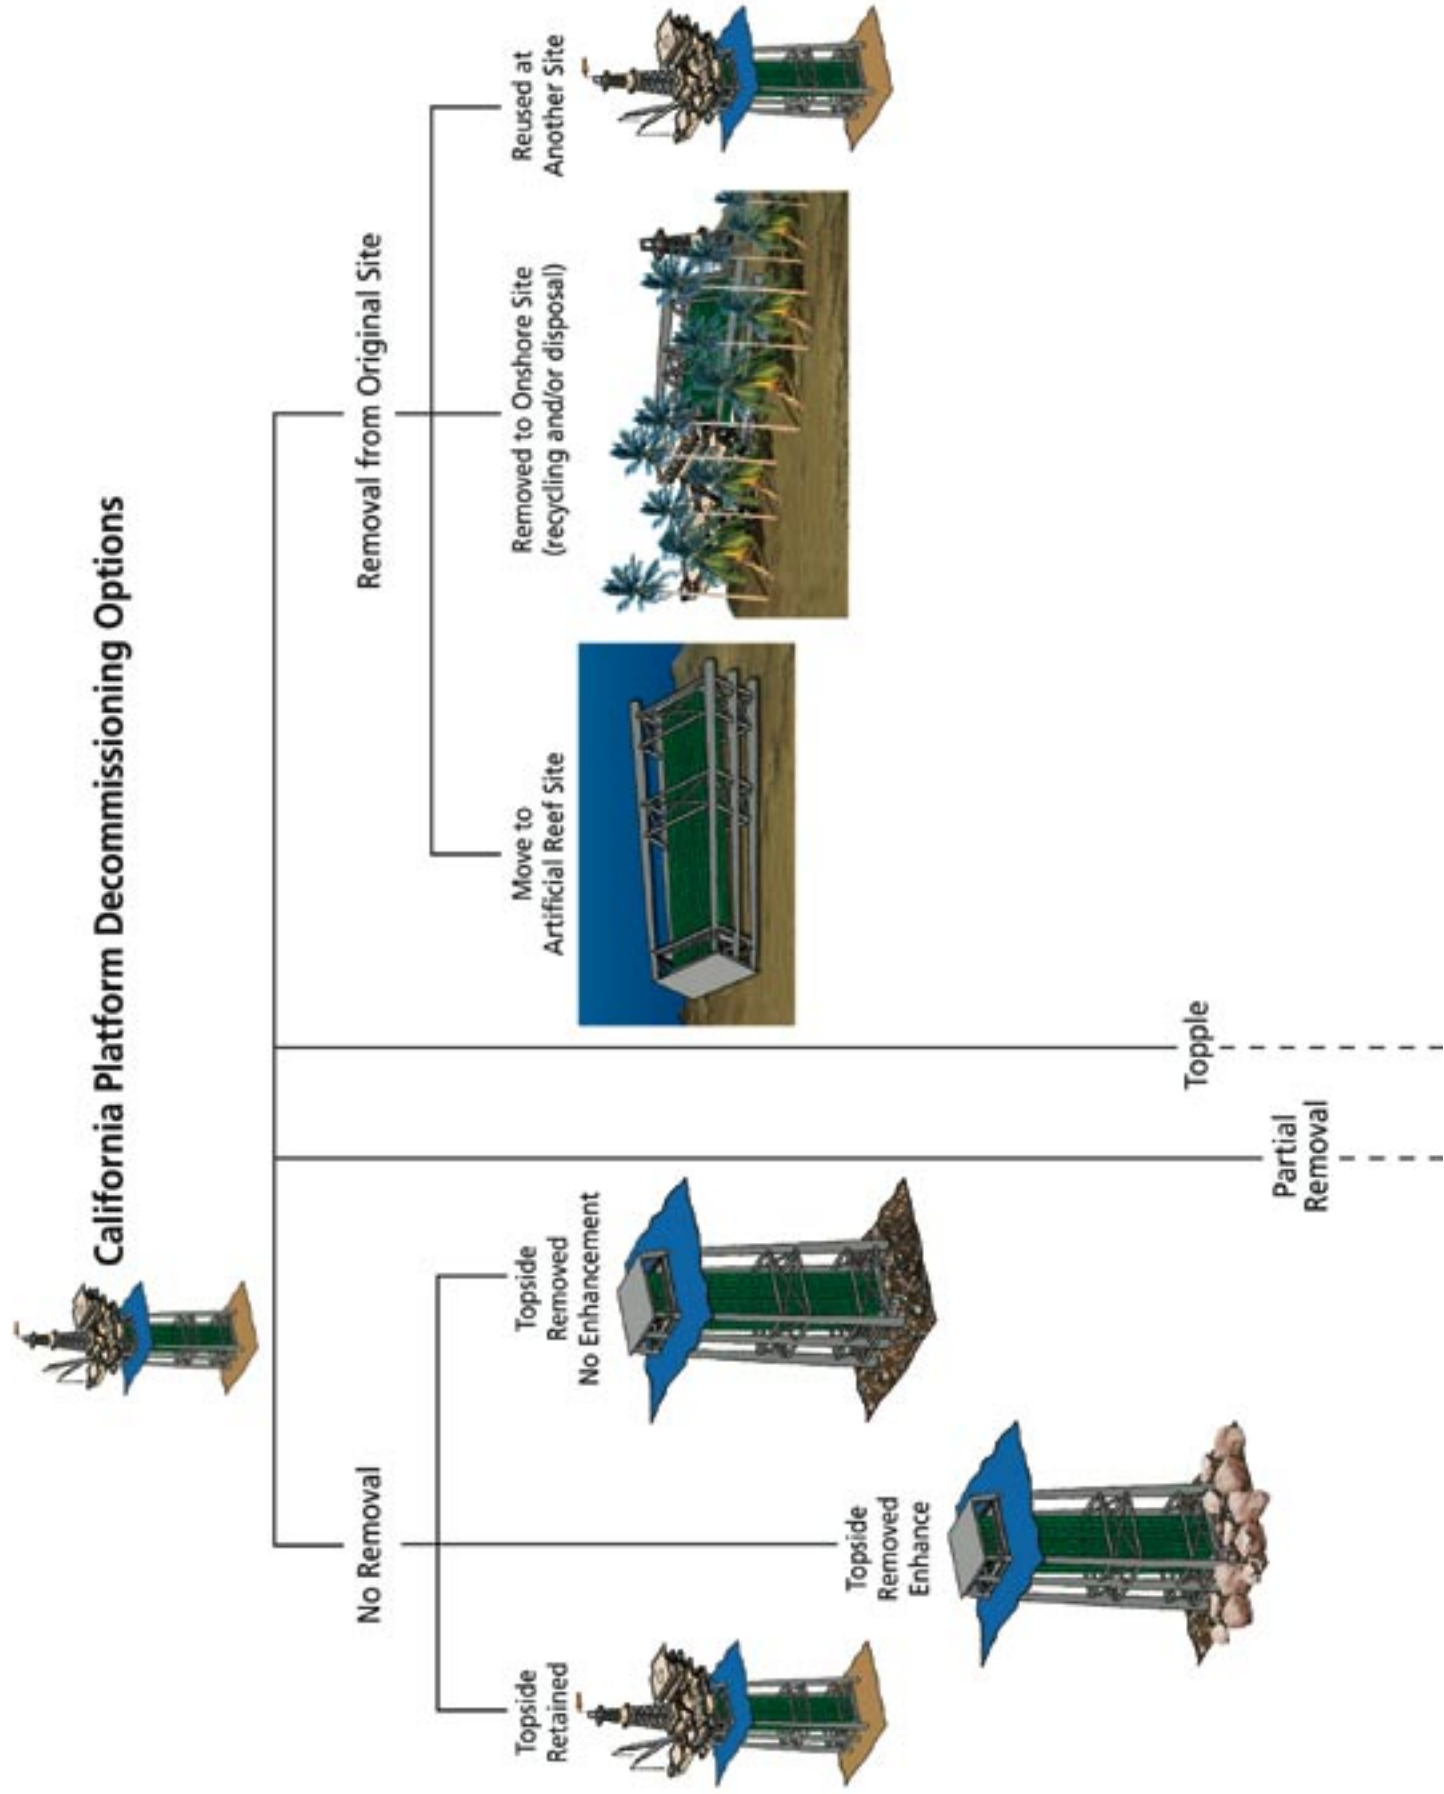 California Platform Decommissioning Options
No Removal
Removal from Original Site
Topside
Retained
Topside
Removed
Enhance
Topside
Removed
No Enhancement
Partial
Removal
Topple
Move to
Artificial Reef Site
Removed to Onshore Site
(recycling and/or disposal)
Reused at
Another Site